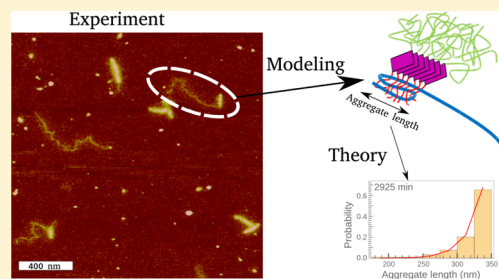 Experiment
400 nm
Modeling
Aggregate length
Theory
2925 min
Probability
0.6
0.4
0.2
0.0
200
250
300
350
Aggregate length (nm)